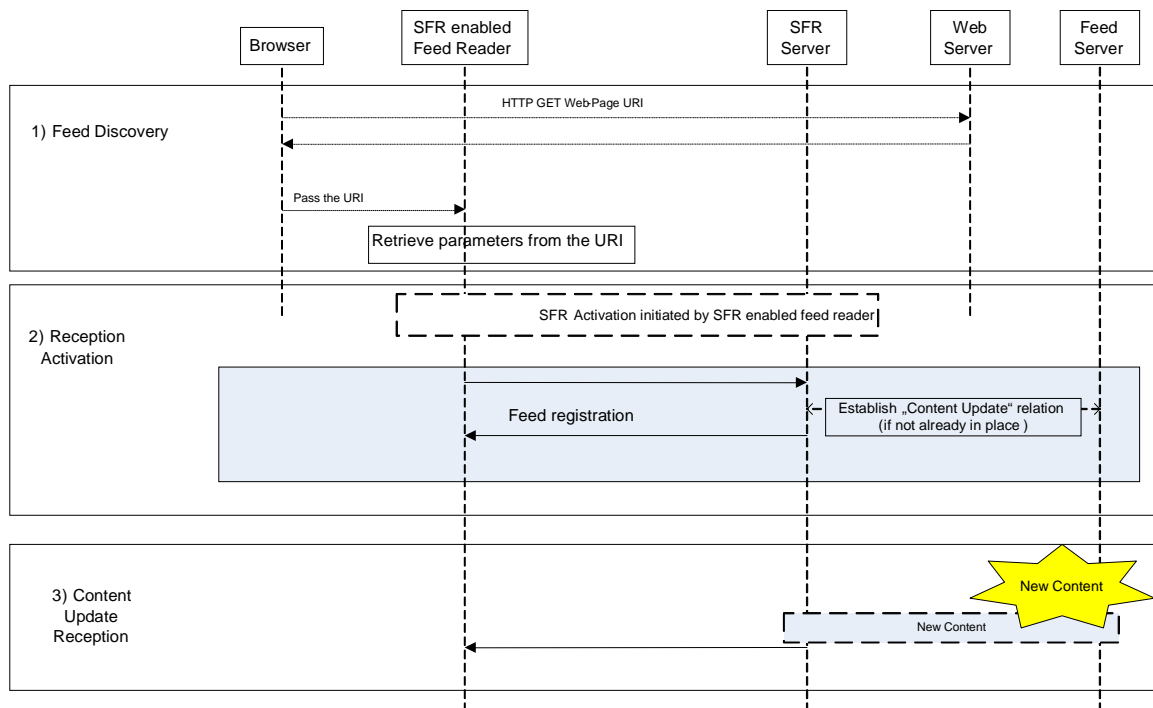 Browser
SFR enabled
Feed Reader
SFR
Server
Web
Server
Feed
Server
HTTP GET Web-Page URI
1) Feed Discovery
Pass the URI
Retrieve parameters from the URI
SFR Activation initiated by SFR enabled feed reader
2) Reception
Activation
Feed registration
Establish „Content Update“ relation
(if not already in place )
New Content
3) Content
Update
Reception
New Content